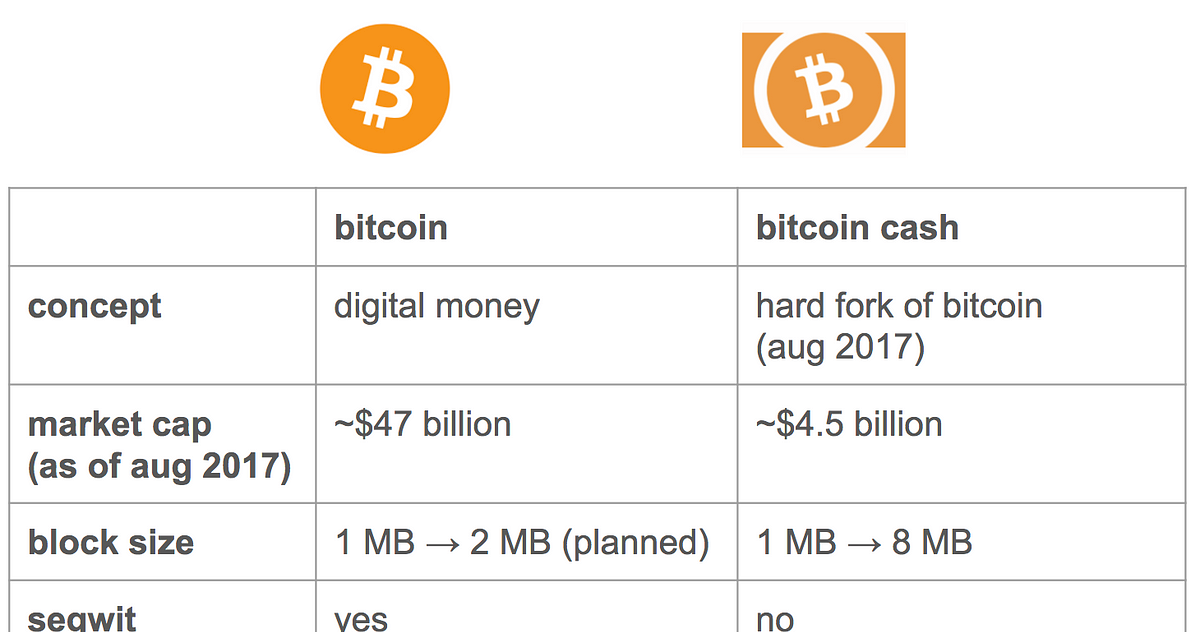 bitcoin
bitcoin cash
concept
digital money
hard fork of bitcoin
(aug 2017)
market cap
(as of aug 2017)
~$47 billion
~$4.5 billion
block size
1 MB → 2 MB (planned)
1 MB → 8 MB
segwit
yes
no